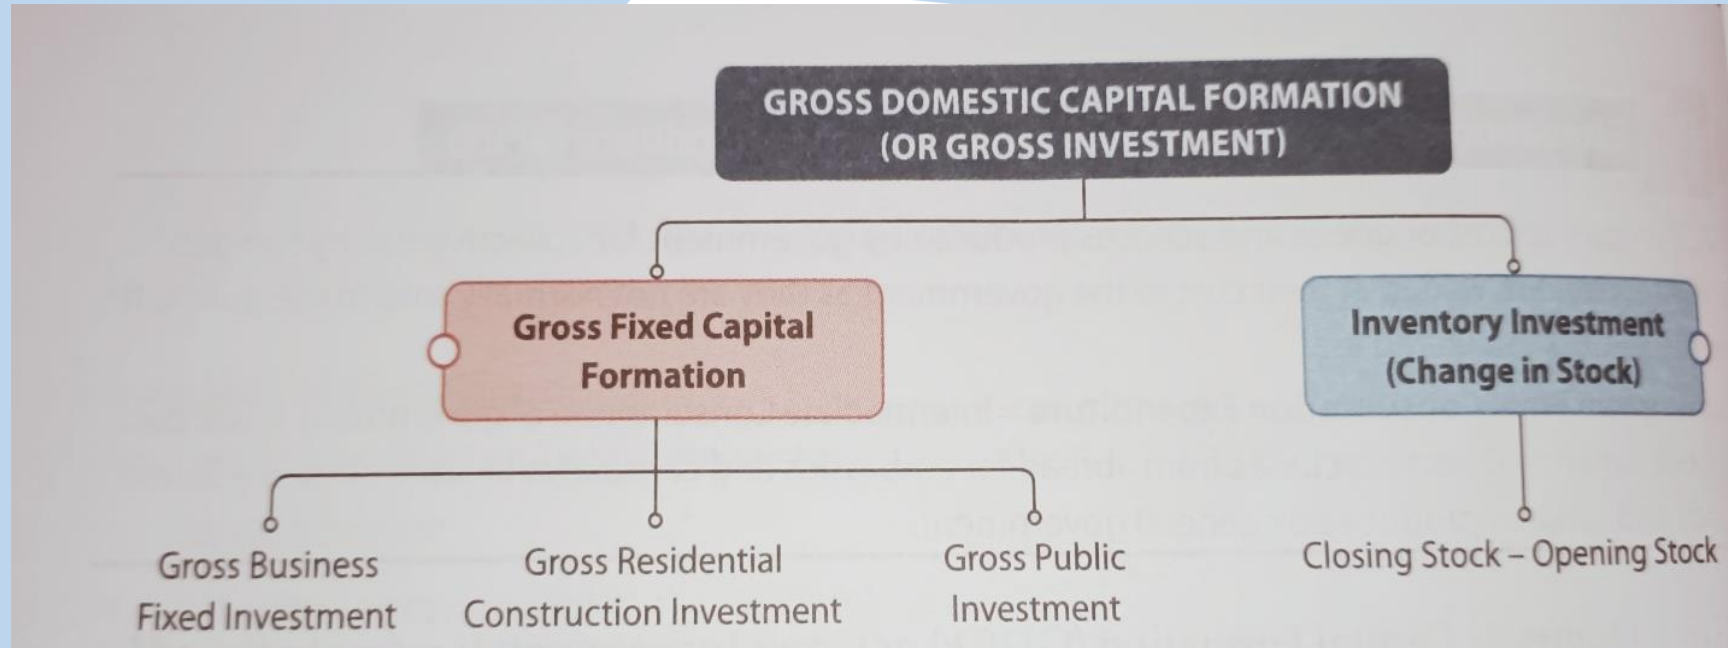 GROSS DOMESTIC CAPITAL FORMATION
(OR GROSS INVESTMENT)
Gross Fixed Capital
Formation
Inventory Investment
(Change in Stock)
Gross Business
Fixed Investment
Gross Residential
Construction Investment
Gross Public
Investment
Closing Stock – Opening Stock